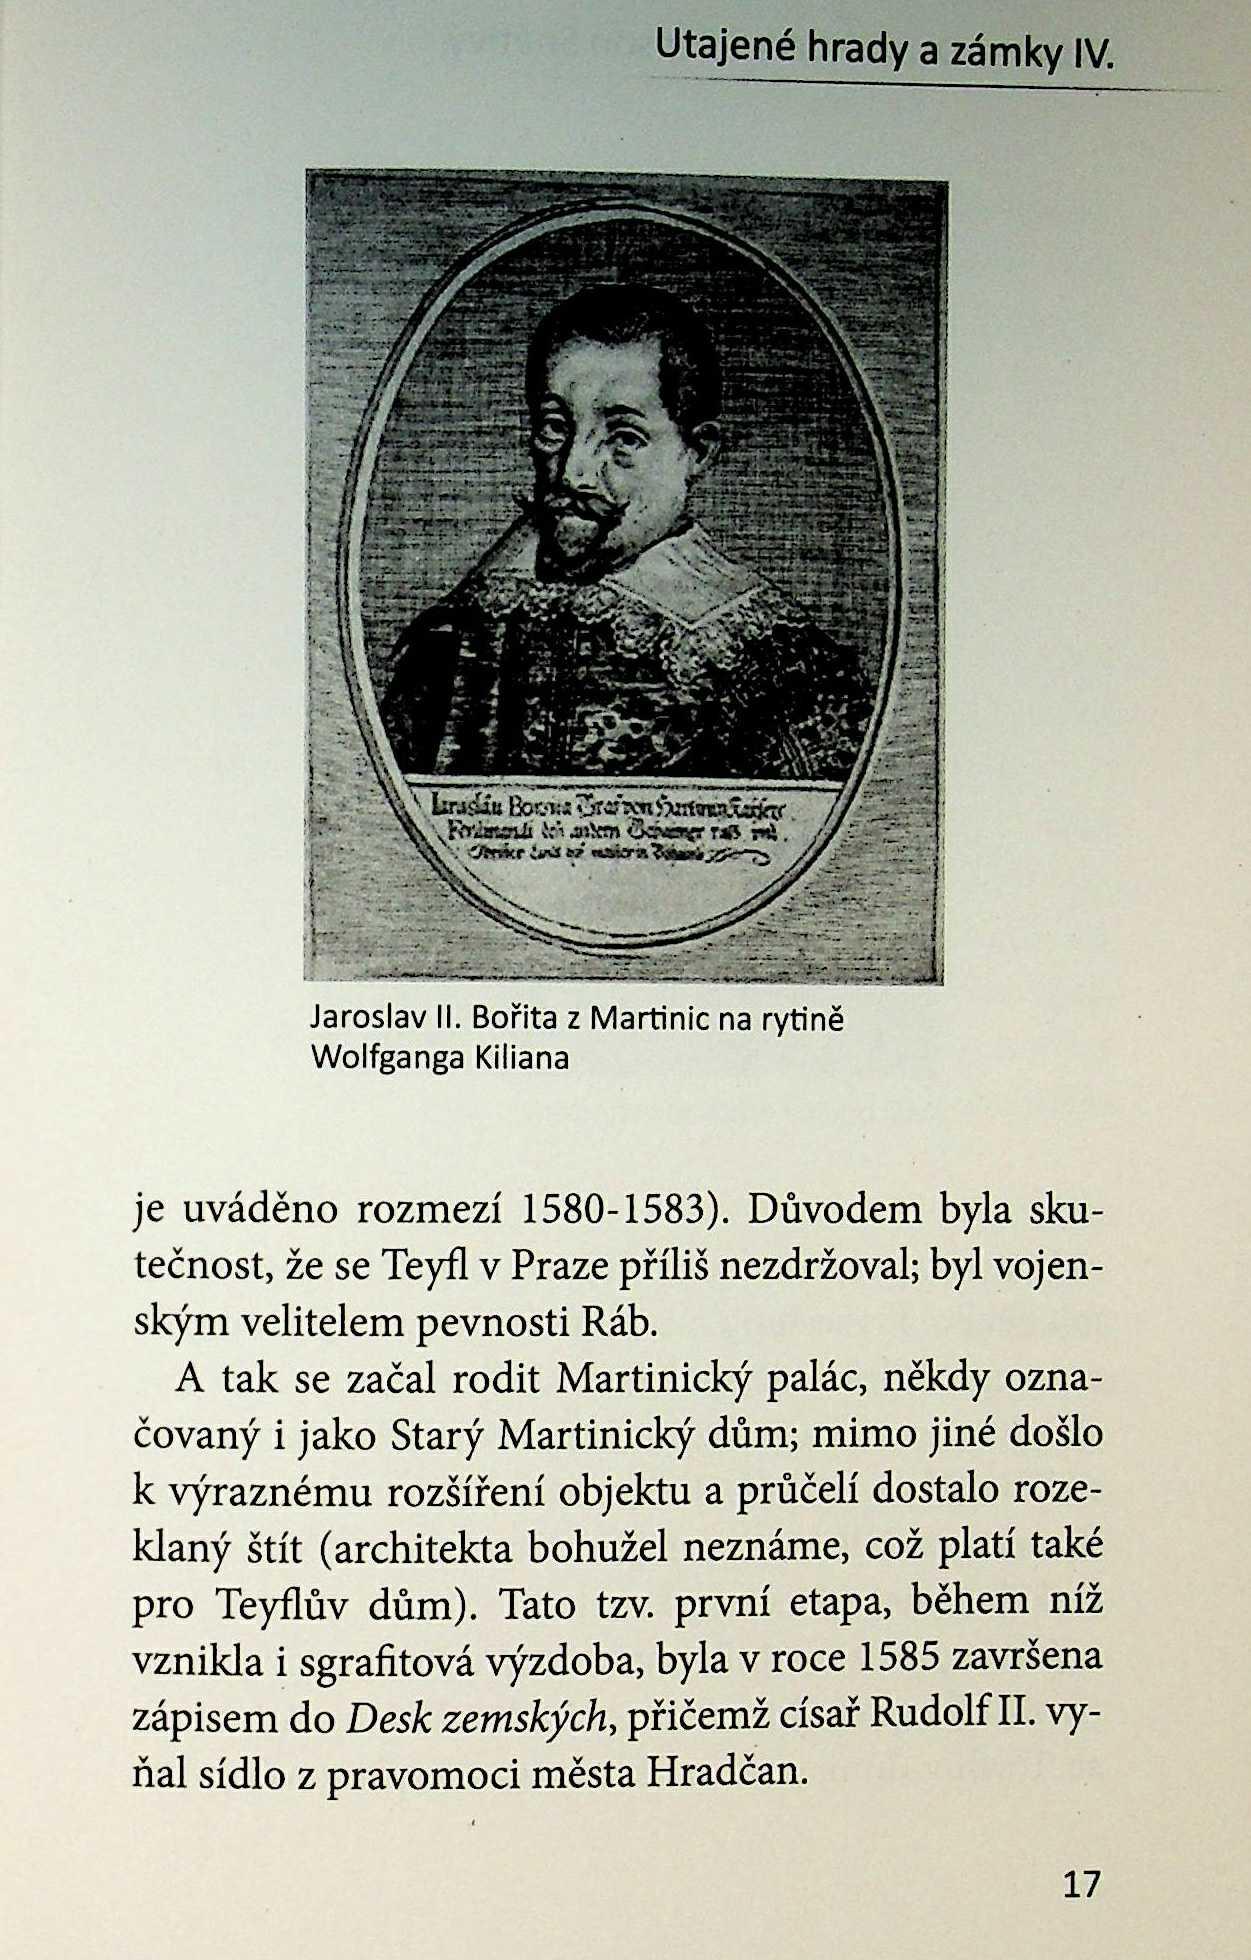 Utajené hrady a zámky IV.
Jaroslav II. Bořita z Martinic na rytině
Wolfganga Kiliana
je uváděno rozmezí 1580-1583). Důvodem byla sku-
tečnost, že se Teyfl v Praze příliš nezdržoval; byl vojen-
ským velitelem pevnosti Ráb.
A tak se začal rodit Martinický palác, někdy ozna-
čovaný i jako Starý Martinický dům; mimo jiné došlo
k výraznému rozšíření objektu a průčelí dostalo roze-
klaný štít (architekta bohužel neznáme, což platí také
pro Teyflův dům). Tato tzv. první etapa, během níž
vznikla i sgrafitová výzdoba, byla v roce 1585 završena
zápisem do Desk zemských, přičemž císař Rudolf II. vy-
ňal sídlo z pravomoci města Hradčan.
17